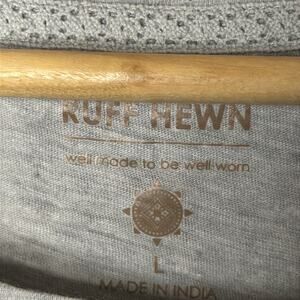 RUFF HEWN
well made to be well worn
L
MADE IN INDIA